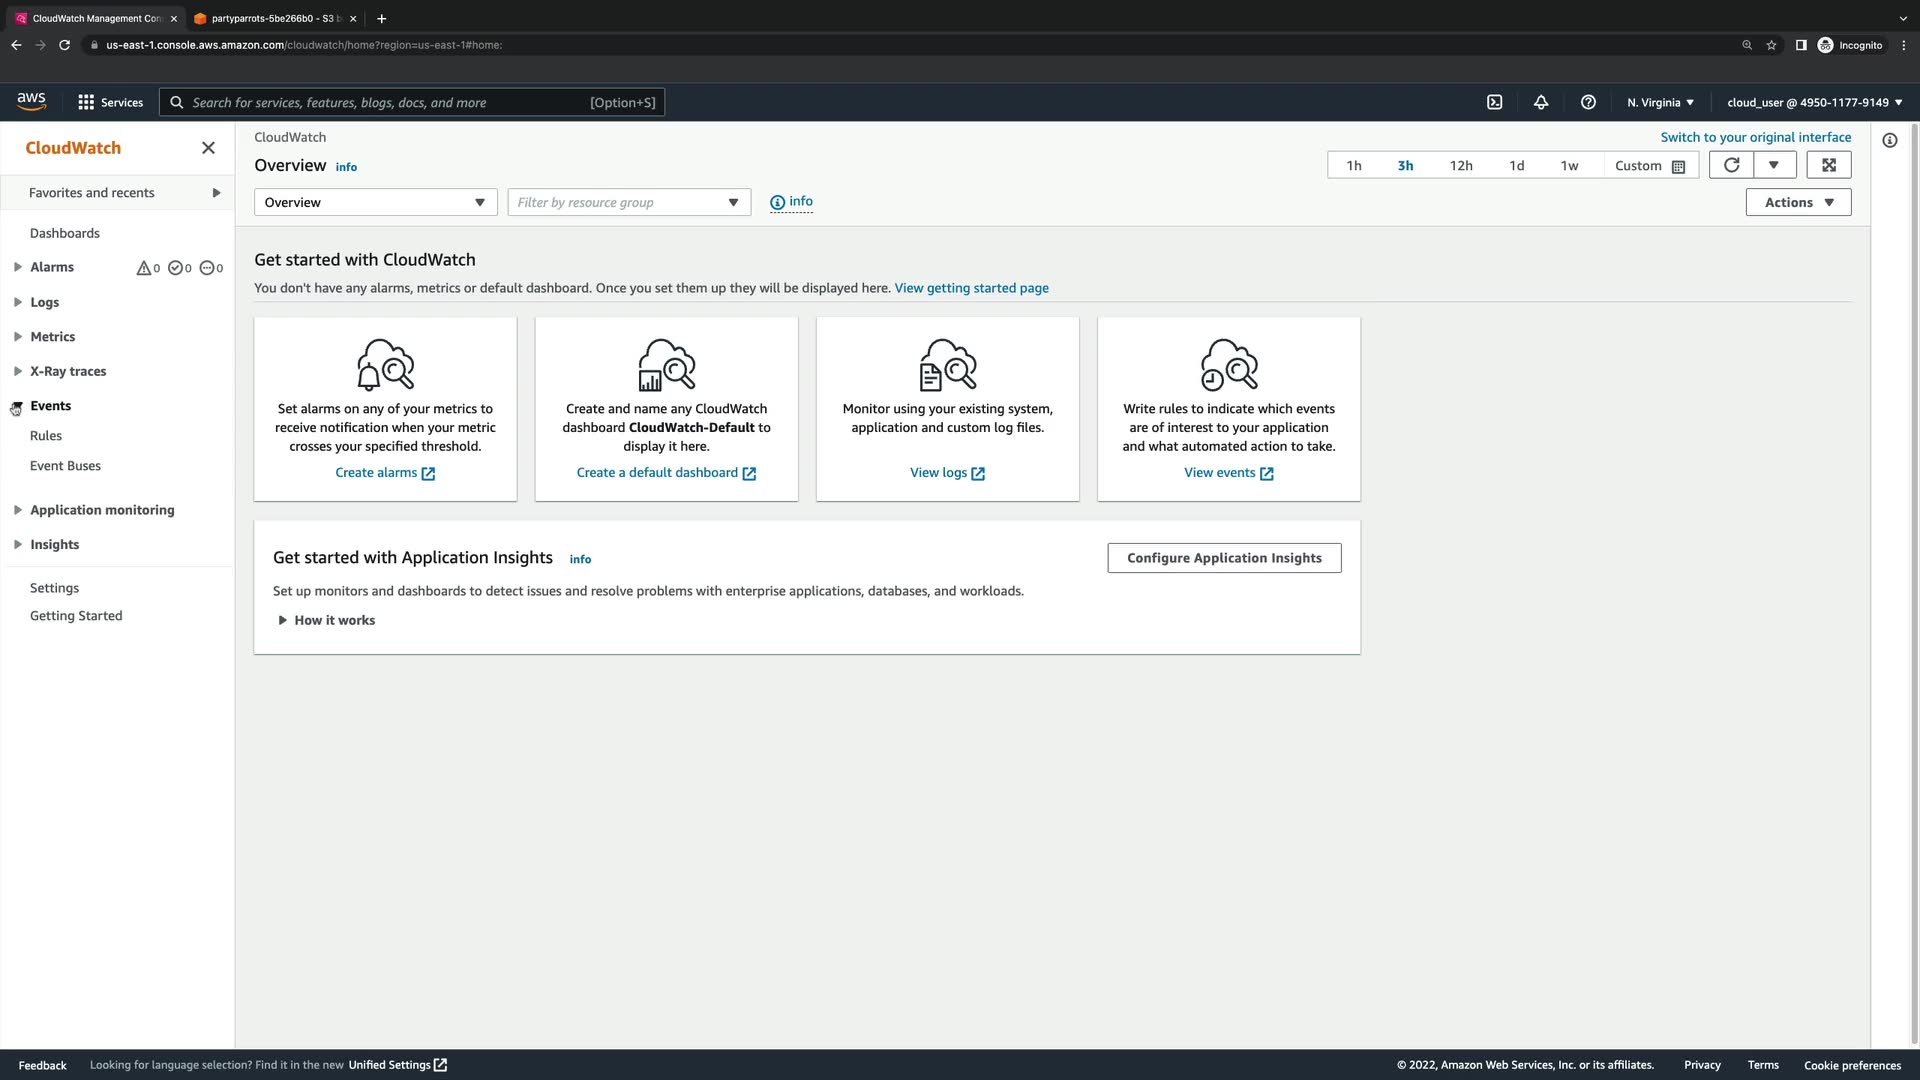 CloudWatch Management Con
partyparrots-5be266b0 - S3 b
us-east-1.console.aws.amazon.com/cloudwatch/home?region=us-east-1#home:
Incognito
aws
Services
Search for services, features, blogs, docs, and more
[Option+S]
N. Virginia
cloud_user @ 4950-1177-9149
CloudWatch
Favorites and recents
Dashboards
Alarms
0
0
0
Logs
Metrics
X-Ray traces
Events
Rules
Event Buses
Application monitoring
Insights
Settings
Getting Started
CloudWatch
Switch to your original interface
Overview info
1h 3h 12h 1d 1w Custom
Overview
Filter by resource group
info
Actions
Get started with CloudWatch
You don't have any alarms, metrics or default dashboard. Once you set them up they will be displayed here. View getting started page
Set alarms on any of your metrics to
receive notification when your metric
crosses your specified threshold.
Create alarms
Create and name any CloudWatch
dashboard CloudWatch-Default to
display it here.
Create a default dashboard
Monitor using your existing system,
application and custom log files.
View logs
Write rules to indicate which events
are of interest to your application
and what automated action to take.
View events
Get started with Application Insights info
Configure Application Insights
Set up monitors and dashboards to detect issues and resolve problems with enterprise applications, databases, and workloads.
How it works
Feedback
Looking for language selection? Find it in the new Unified Settings
© 2022, Amazon Web Services, Inc. or its affiliates.
Privacy
Terms
Cookie preferences